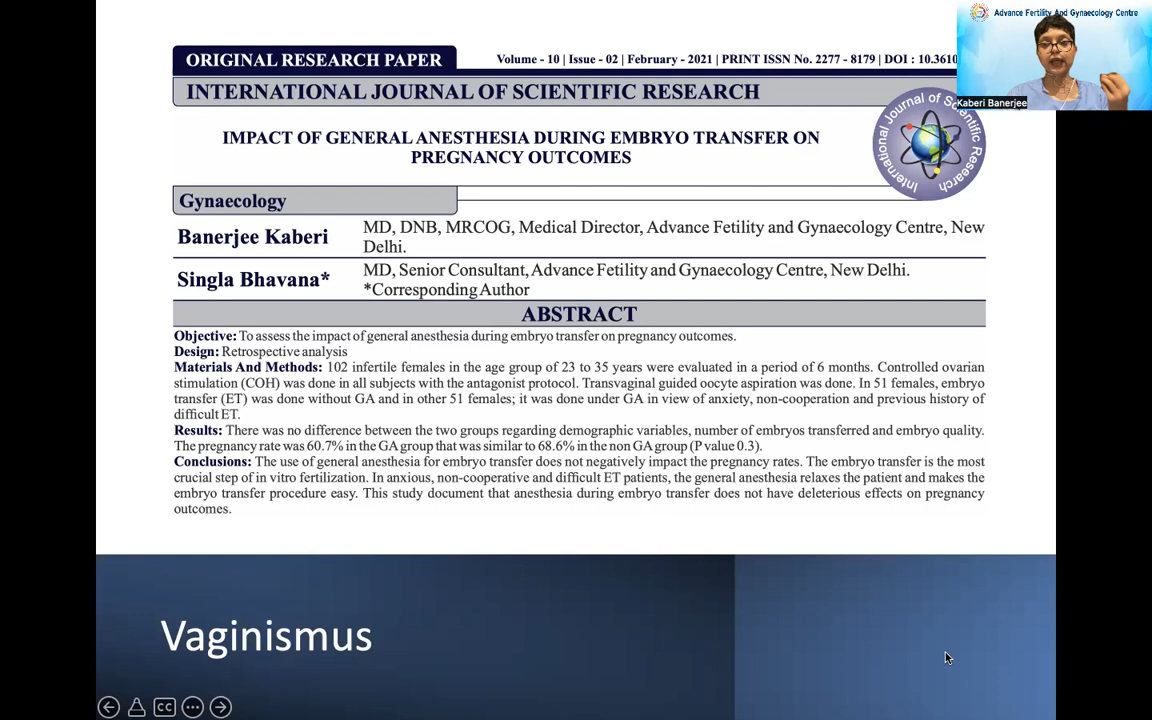 Advance Fertility And Gynaecology Centre
ORIGINAL RESEARCH PAPER
Volume - 10 | Issue - 02 | February - 2021 | PRINT ISSN No. 2277 - 8179 | DOI : 10.3610
Kaberi Banerjee
INTERNATIONAL JOURNAL OF SCIENTIFIC RESEARCH
International Journal of Scientific Research
IMPACT OF GENERAL ANESTHESIA DURING EMBRYO TRANSFER ON
PREGNANCY OUTCOMES
Gynaecology
Banerjee Kaberi
MD, DNB, MRCOG, Medical Director, Advance Fetility and Gynaecology Centre, New
Delhi.
Singla Bhavana*
MD, Senior Consultant, Advance Fetility and Gynaecology Centre, New Delhi.
*Corresponding Author
ABSTRACT
Objective: To assess the impact of general anesthesia during embryo transfer on pregnancy outcomes.
Design: Retrospective analysis
Materials And Methods: 102 infertile females in the age group of 23 to 35 years were evaluated in a period of 6 months. Controlled ovarian
stimulation (COH) was done in all subjects with the antagonist protocol. Transvaginal guided oocyte aspiration was done. In 51 females, embryo
transfer (ET) was done without GA and in other 51 females; it was done under GA in view of anxiety, non-cooperation and previous history of
difficult ET.
Results: There was no difference between the two groups regarding demographic variables, number of embryos transferred and embryo quality.
The pregnancy rate was 60.7% in the GA group that was similar to 68.6% in the non GA group (P value 0.3).
Conclusions: The use of general anesthesia for embryo transfer does not negatively impact the pregnancy rates. The embryo transfer is the most
crucial step of in vitro fertilization. In anxious, non-cooperative and difficult ET patients, the general anesthesia relaxes the patient and makes the
embryo transfer procedure easy. This study document that anesthesia during embryo transfer does not have deleterious effects on pregnancy
outcomes.
Vaginismus
CC